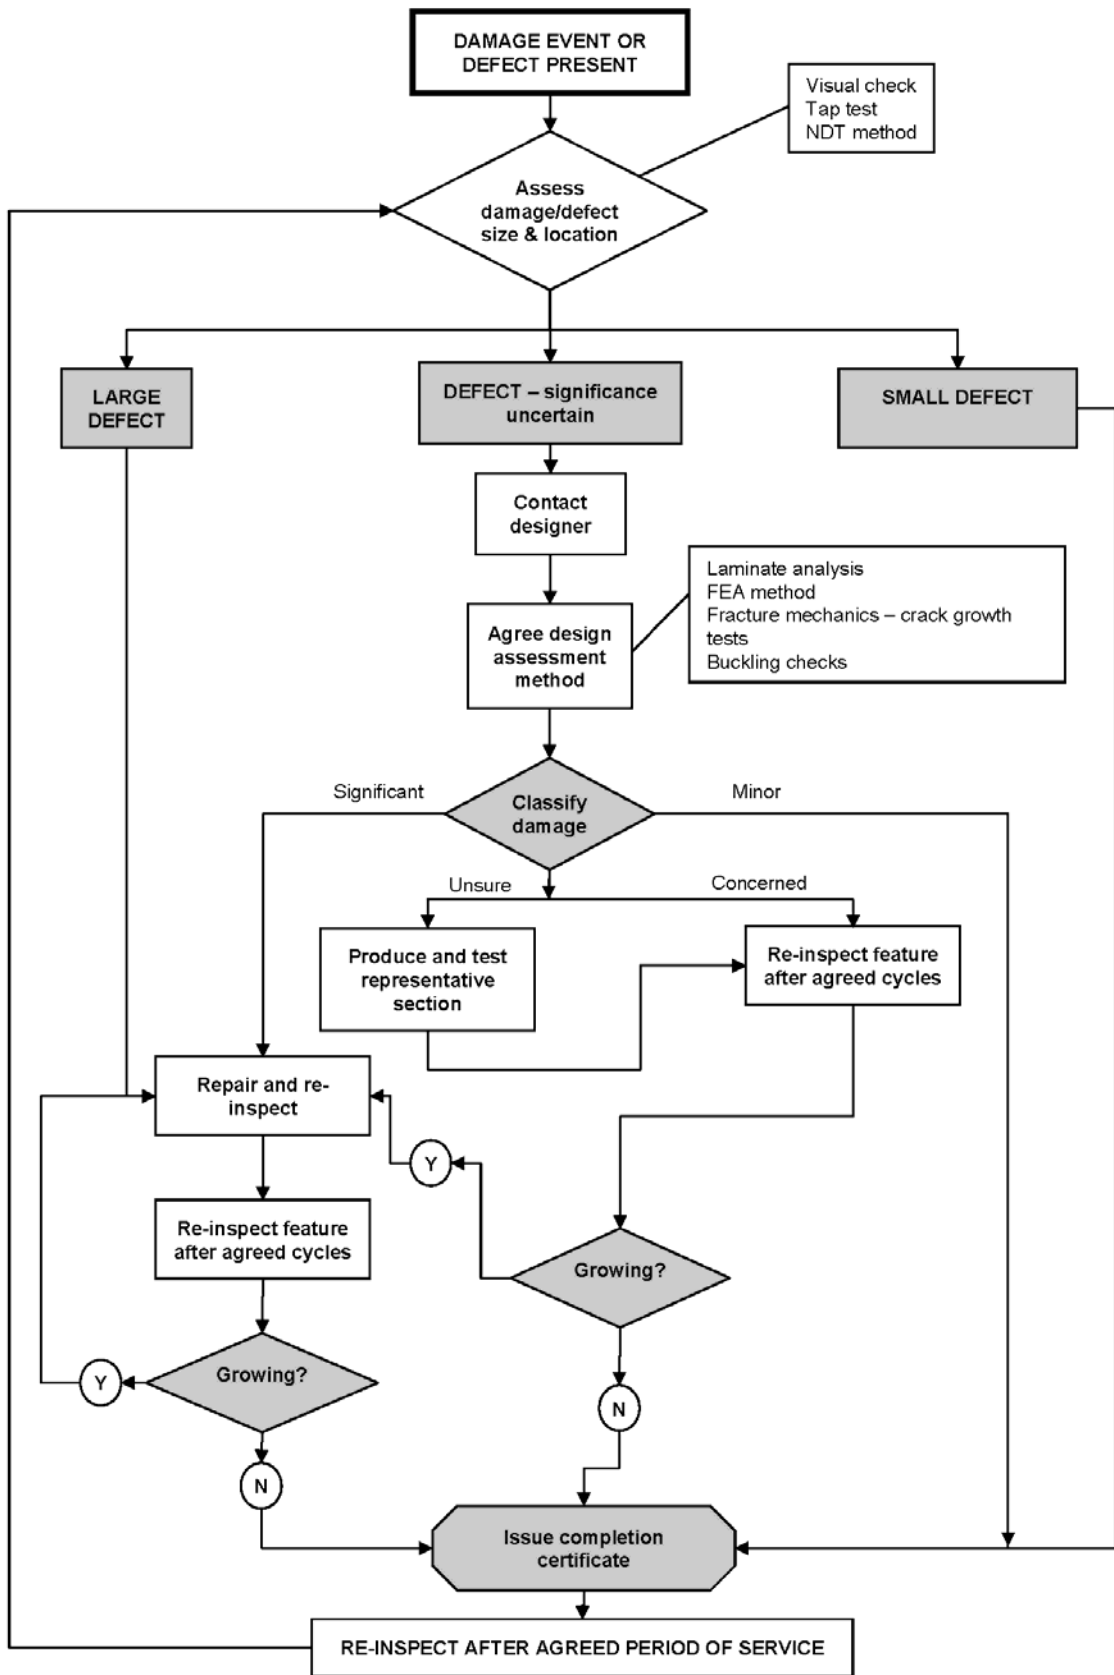 DAMAGE EVENT OR
DEFECT PRESENT
Visual check
Tap test
NDT method
Assess
damage/defect
size & location
LARGE
DEFECT
DEFECT – significance
uncertain
SMALL DEFECT
Contact
designer
Laminate analysis
FEA method
Fracture mechanics – crack growth
tests
Buckling checks
Agree design
assessment
method
Significant
Classify
damage
Minor
Unsure
Concerned
Produce and test
representative
section
Re-inspect feature
after agreed cycles
Repair and re-
inspect
Y
Re-inspect feature
after agreed cycles
Growing?
Growing?
Y
N
N
Issue completion
certificate
RE-INSPECT AFTER AGREED PERIOD OF SERVICE